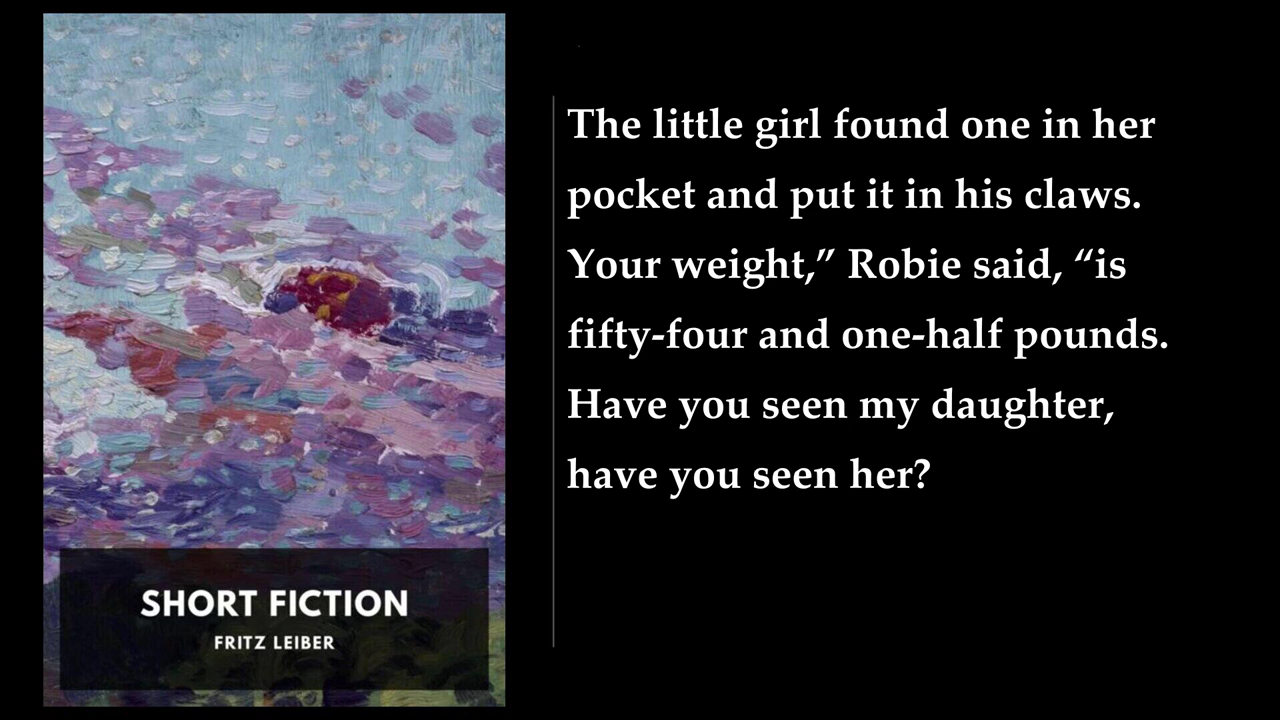 SHORT FICTION
FRITZ LEIBER
The little girl found one in her
pocket and put it in his claws.
Your weight,” Robie said, “is
fifty-four and one-half pounds.
Have you seen my daughter,
have you seen her?